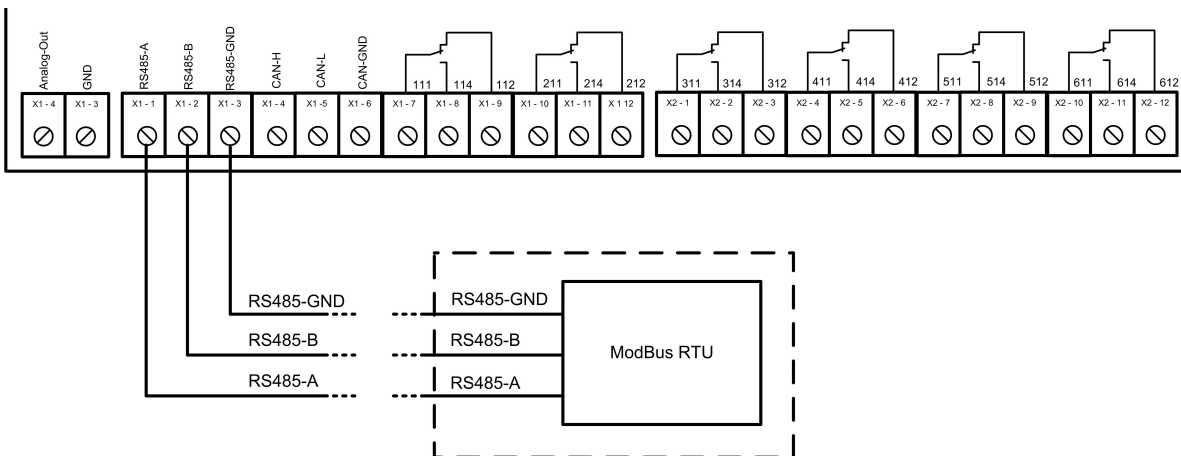 Analog-Out
GND
RS485-A
RS485-B
RS485-GND
CAN-H
CAN-L
CAN-GND
111 114 112 211 214 212 311 314 312 411 414 412 511 514 512 611 614 612
X1 - 4 X1 - 3 X1 - 1 X1 - 2 X1 - 3 X1 - 4 X1 -5 X1 - 6 X1 - 7 X1 - 8 X1 - 9 X1 - 10 X1 - 11 X 1 12 X2 - 1 X2 - 2 X2 - 3 X2 - 4 X2 - 5 X2 - 6 X2 - 7 X2 - 8 X2 - 9 X2 - 10 X2 - 11 X2 - 12
RS485-GND RS485-GND
RS485-B RS485-B
ModBus RTU
RS485-A RS485-A